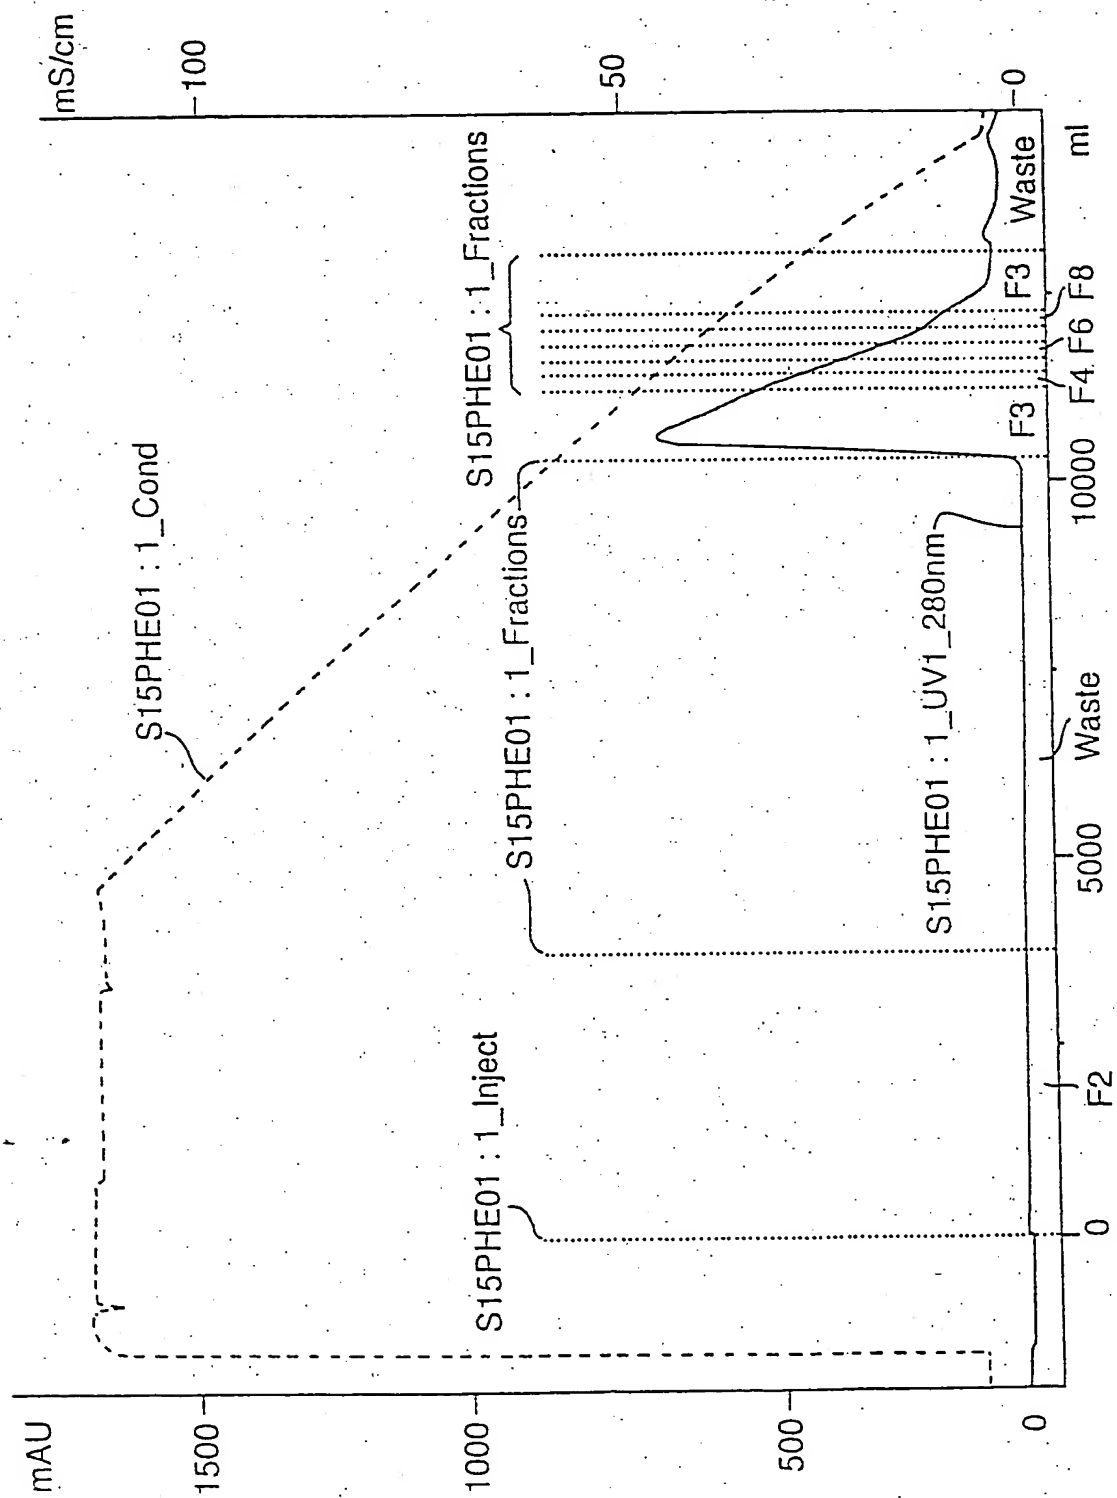 mAU
mS/cm
1500
1000
500
0
100
50
0
S15PHE01 : 1_Cond
S15PHE01 : 1_Inject
S15PHE01 : 1_Fractions
S15PHE01 : 1_Fractions
S15PHE01 : 1_UV1_280nm
F3
F3
Waste
0
5000
10000
ml
F2
Waste
F4
F6
F8